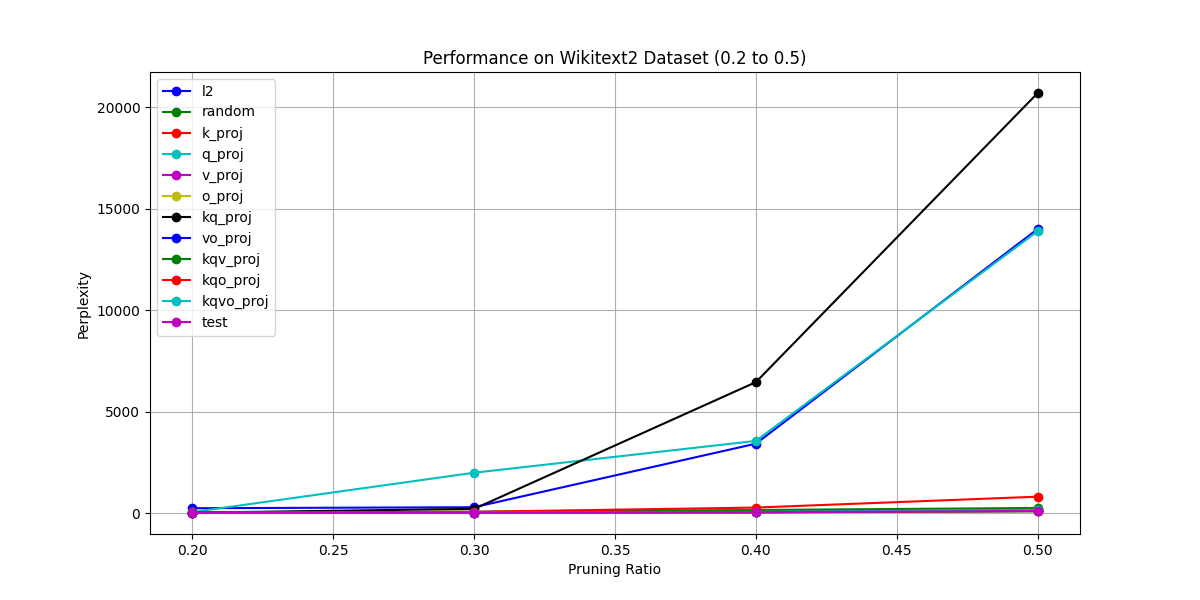 Performance on Wikitext2 Dataset (0.2 to 0.5)
l2
random
k_proj
q_proj
v_proj
o_proj
kq_proj
vo_proj
kqv_proj
kqo_proj
kqvo_proj
test
Perplexity
20000
15000
10000
5000
0
0.20
0.25
0.30
0.35
0.40
0.45
0.50
Pruning Ratio